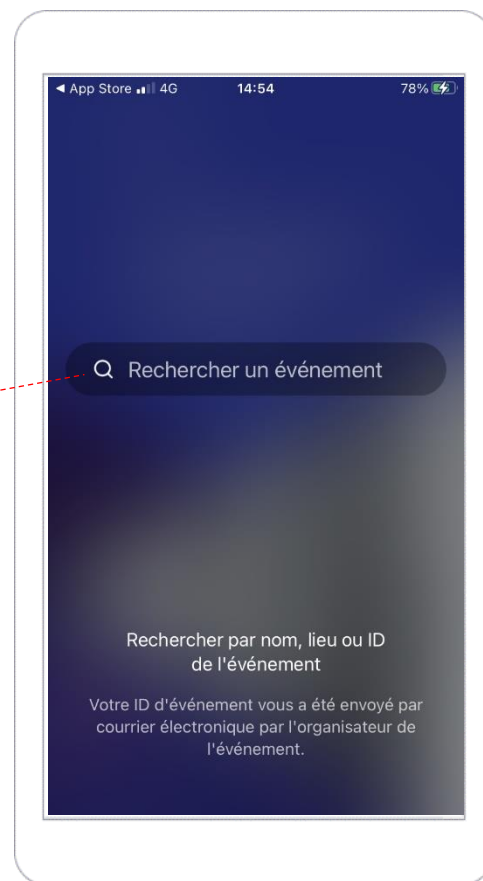 ◀ App Store 4G 14:54 78%
Rechercher un événement
Rechercher par nom, lieu ou ID
de l'événement
Votre ID d'événement vous a été envoyé par
courrier électronique par l'organisateur de
l'événement.